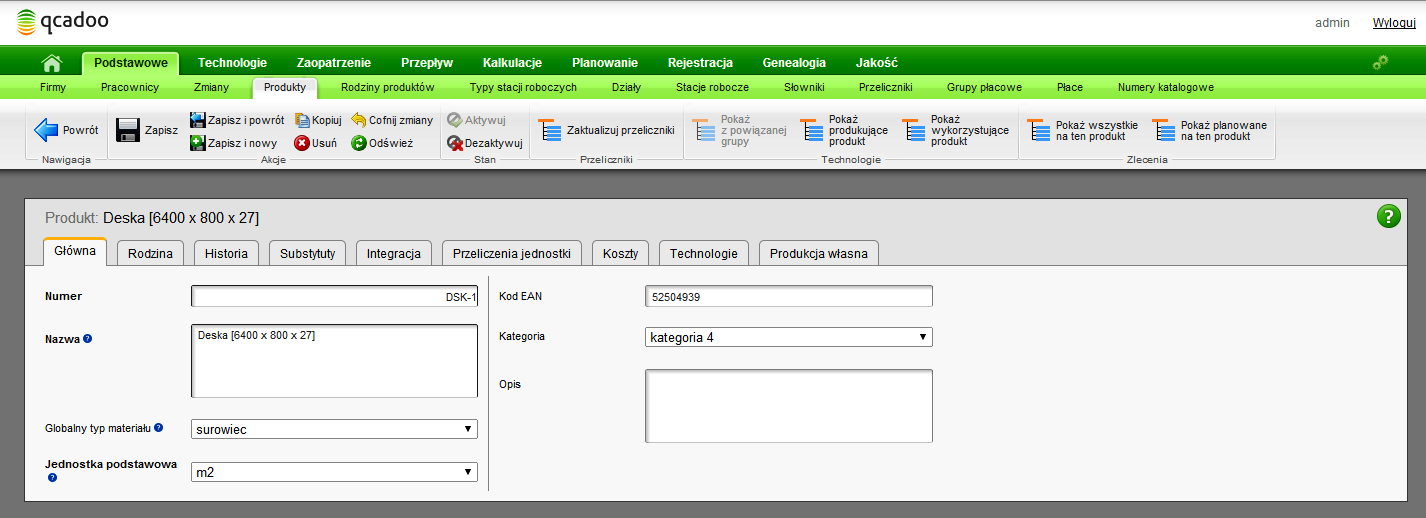 qcadoo
admin Wyloguj
Podstawowe Technologie Zaopatrzenie Przepływ Kalkulacje Planowanie Rejestracja Genealogia Jakość
Firmy Pracownicy Zmiany Produkty Rodziny produktów Typy stacji roboczych Działy Stacje robocze Słowniki Przeliczniki Grupy płacowe Płace Numery katalogowe
Powrót
Nawigacja
Zapisz
Zapisz i powrót Kopiuj Cofnij zmiany
Zapisz i nowy Usuń Odśwież
Akcje
Aktywuj
Dezaktywuj
Stan
Zaktualizuj przeliczniki
Przeliczniki
Pokaż
z powiązanej
grupy
Pokaż
produkujące
produkt
Pokaż
wykorzystujące
produkt
Technologie
Pokaż wszystkie
na ten produkt
Pokaż planowane
na ten produkt
Zlecenia
Produkt: Deska [6400 x 800 x 27]
?
Główna Rodzina Historia Substytuty Integracja Przeliczenia jednostki Koszty Technologie Produkcja własna
Numer DSK-1
Nazwa ? Deska [6400 x 800 x 27]
Globalny typ materiału ? surowiec
Jednostka podstawowa
? m2
Kod EAN 52504939
Kategoria kategoria 4
Opis